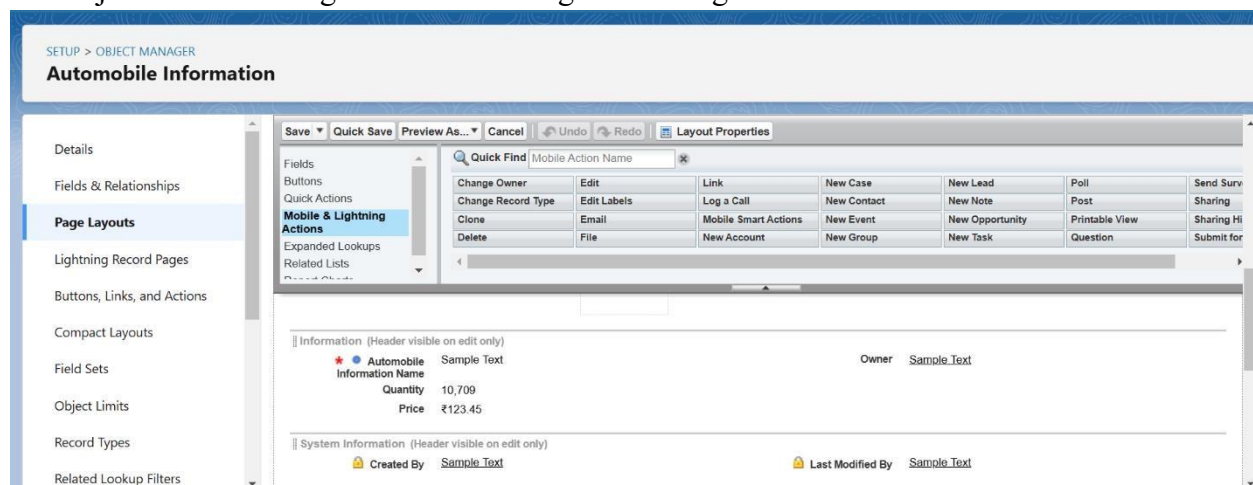 SETUP > OBJECT MANAGER
Automobile Information
Details
Fields & Relationships
Page Layouts
Lightning Record Pages
Buttons, Links, and Actions
Compact Layouts
Field Sets
Object Limits
Record Types
Related Lookup Filters
Save Quick Save Preview As... Cancel Undo Redo Layout Properties
Fields
Buttons
Quick Actions
Mobile & Lightning
Actions
Expanded Lookups
Related Lists
Quick Find Mobile Action Name
Change Owner Edit Link New Case New Lead Poll Send Surv
Change Record Type Edit Labels Log a Call New Contact New Note Post Sharing
Clone Email Mobile Smart Actions New Event New Opportunity Printable View Sharing Hi
Delete File New Account New Group New Task Question Submit for
Information (Header visible on edit only)
Automobile Information Name Sample Text Owner Sample Text
Quantity 10,709
Price ₹123.45
System Information (Header visible on edit only)
Created By Sample Text Last Modified By Sample Text